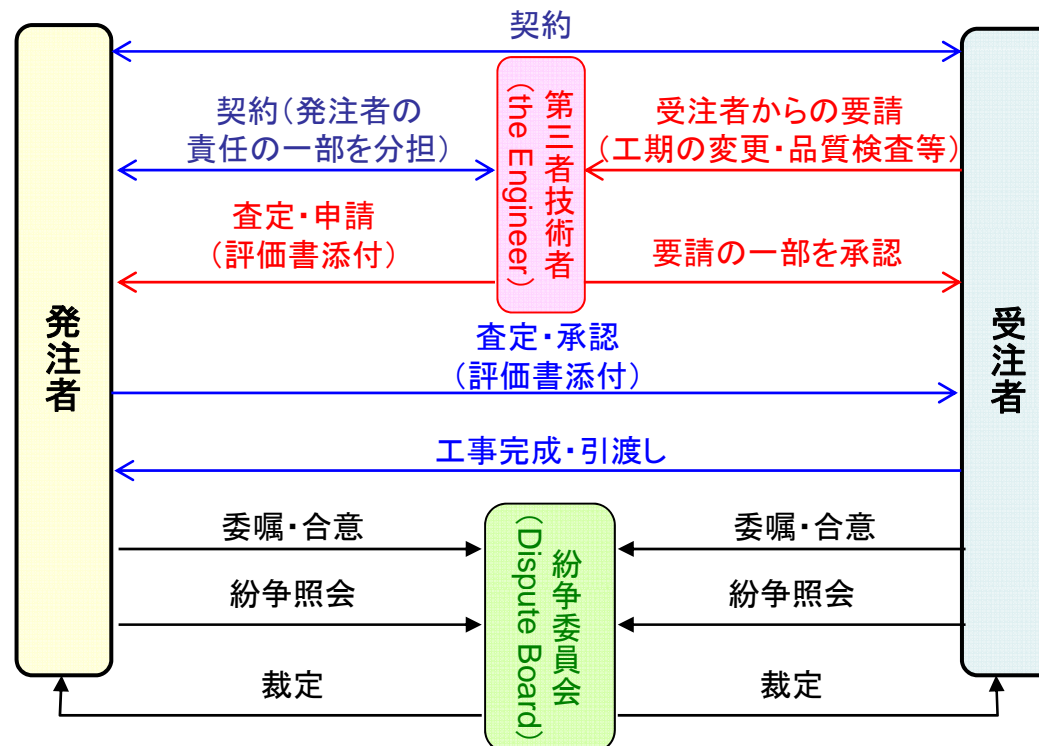 契約
契約(発注者の
責任の一部を分担)
第三者技術者
(the Engineer)
受注者からの要請
(工期の変更・品質検査等)
査定・申請
(評価書添付)
要請の一部を承認
発注者
受注者
査定・承認
(評価書添付)
工事完成・引渡し
委嘱・合意
紛争委員会
(Dispute Board)
委嘱・合意
紛争照会
紛争照会
裁定
裁定